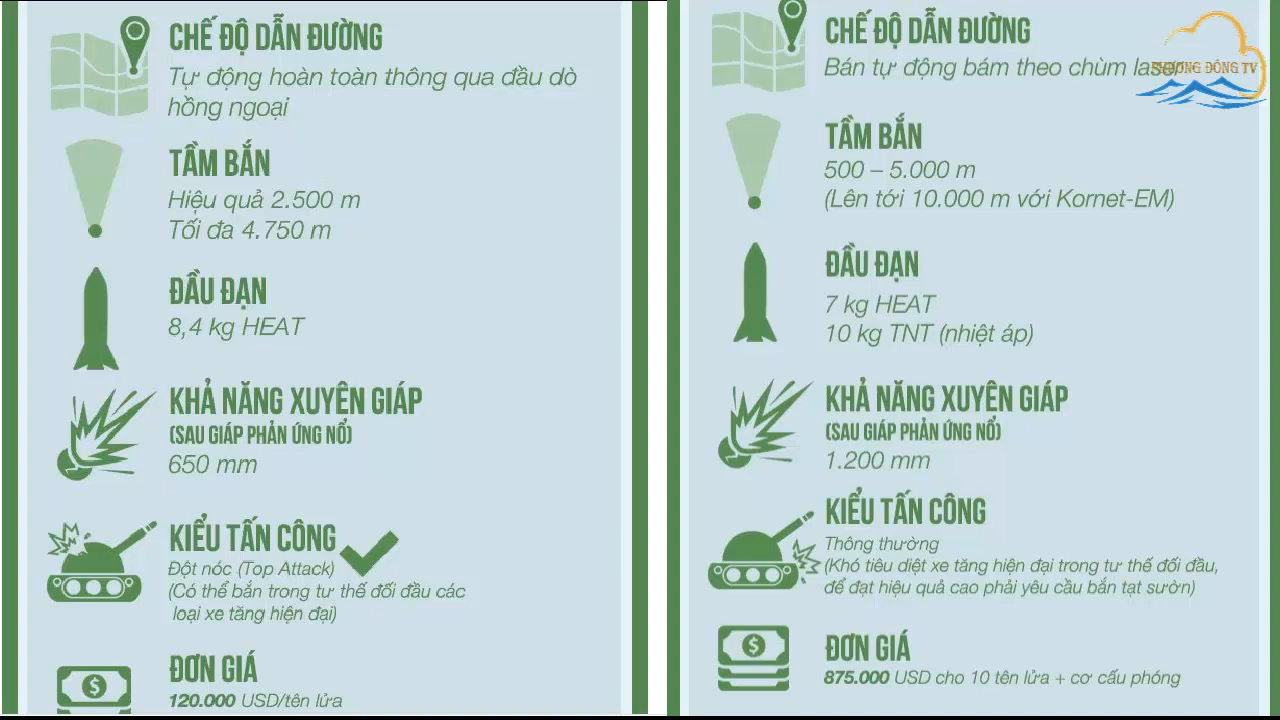 CHẾ ĐỘ DẪN ĐƯỜNG
Tự động hoàn toàn thông qua đầu dò
hồng ngoại
TẦM BẮN
Hiệu quả 2.500 m
Tối đa 4.750 m
ĐẦU ĐẠN
8,4 kg HEAT
KHẢ NĂNG XUYÊN GIÁP
(SAU GIÁP PHẢN ỨNG NỔ)
650 mm
KIỂU TẤN CÔNG
Đột nóc (Top Attack)
(Có thể bắn trong tư thế đối đầu các
loại xe tăng hiện đại)
ĐƠN GIÁ
120.000 USD/tên lửa
CHẾ ĐỘ DẪN ĐƯỜNG
Bán tự động bám theo chùm laser
PHƯƠNG ĐÔNG TV
TẦM BẮN
500 – 5.000 m
(Lên tới 10.000 m với Kornet-EM)
ĐẦU ĐẠN
7 kg HEAT
10 kg TNT (nhiệt áp)
KHẢ NĂNG XUYÊN GIÁP
(SAU GIÁP PHẢN ỨNG NỔ)
1.200 mm
KIỂU TẤN CÔNG
Thông thường
(Khó tiêu diệt xe tăng hiện đại trong tư thế đối đầu,
để đạt hiệu quả cao phải yêu cầu bắn tạt sườn)
ĐƠN GIÁ
875.000 USD cho 10 tên lửa + cơ cấu phóng